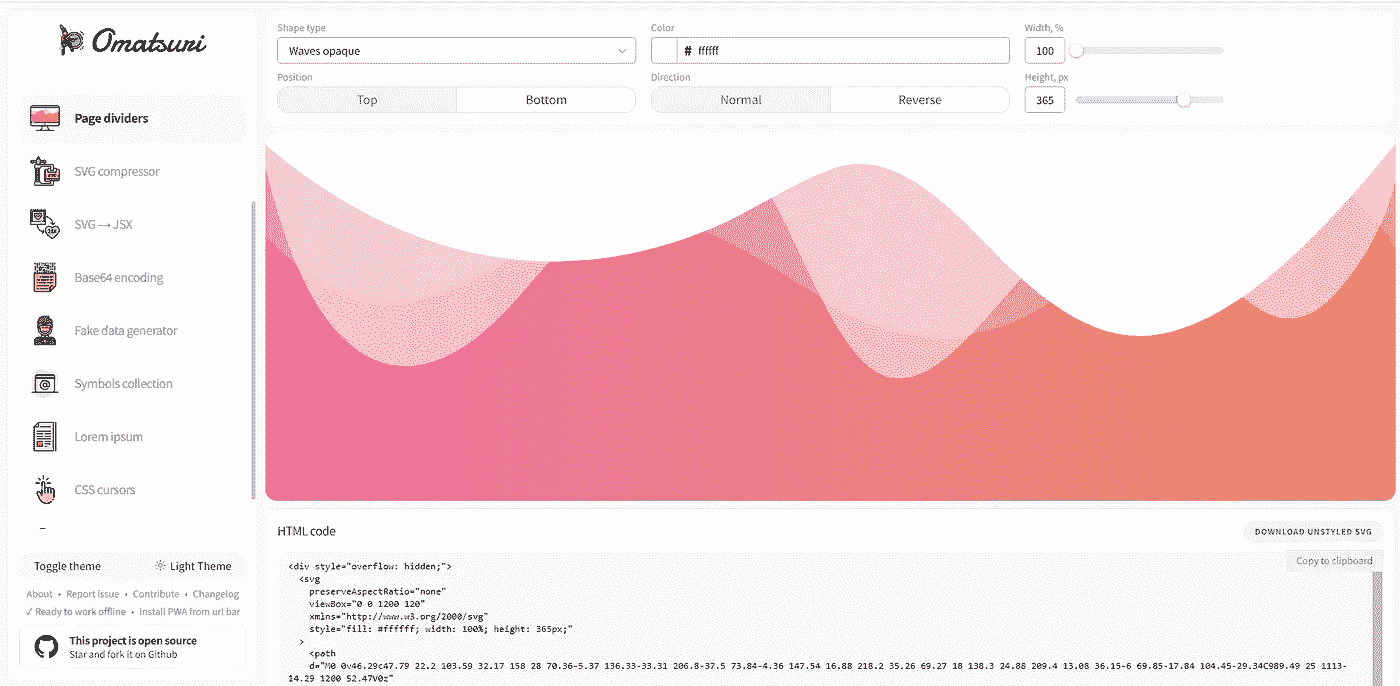 Omatsuri
Page dividers
SVG compressor
SVG → JSX
Base64 encoding
Fake data generator
Symbols collection
Lorem ipsum
CSS cursors
Toggle theme
Light Theme
About • Report issue • Contribute • Changelog
✓ Ready to work offline • Install PWA from url bar
This project is open source
Star and fork it on Github
Shape type
Waves opaque
Color
# ffffff
Width, %
100
Position
Top
Bottom
Direction
Normal
Reverse
Height, px
365
HTML code
DOWNLOAD UNSTYLED SVG
Copy to clipboard
<div style="overflow: hidden;">
<svg
preserveAspectRatio="none"
viewBox="0 0 1200 120"
xmlns="http://www.w3.org/2000/svg"
style="fill: #ffffff; width: 100%; height: 365px;"
>
<path
d="M0 0v46.29c47.79 22.2 103.59 32.17 158 28 70.36-5.37 136.33-33.31 206.8-37.5 73.84-4.36 147.54 16.88 218.2 35.26 69.27 18 138.3 24.88 209.4 13.08 36.15-6 69.85-17.84 104.45-29.34C989.49 25 1113-
14.29 1200 52.47V0z"